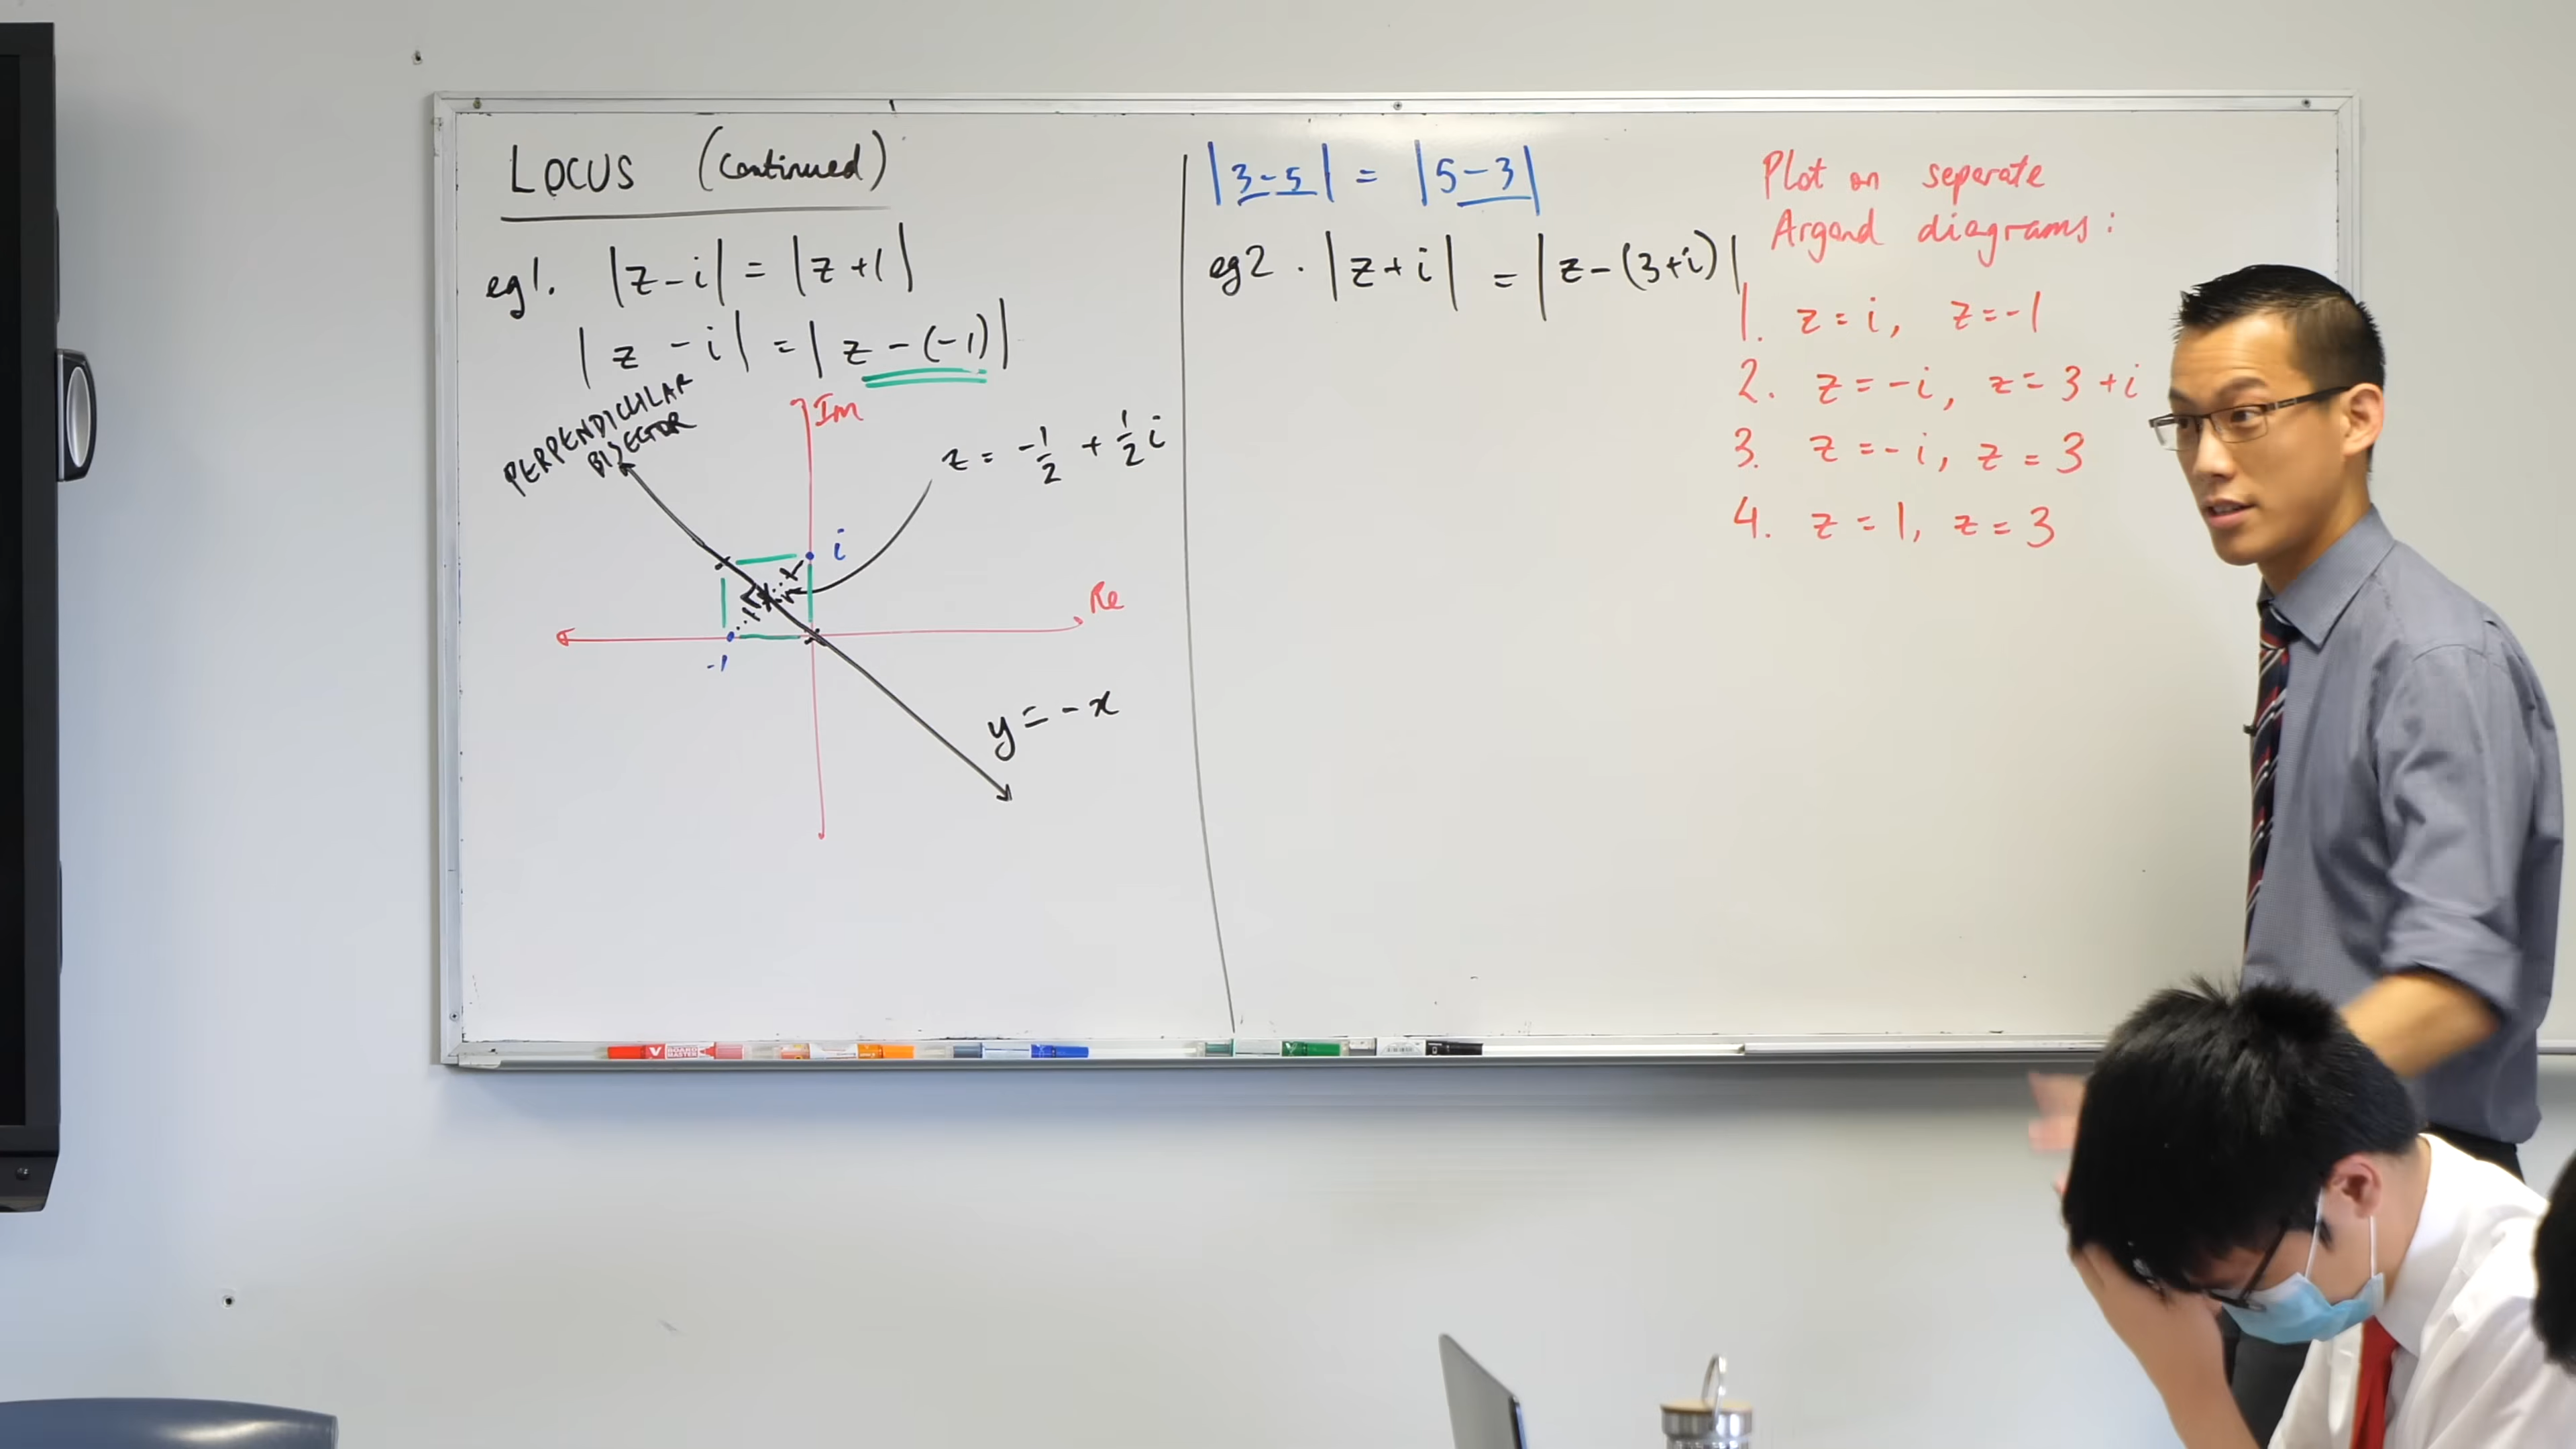 LOCUS (continued)
eg1. |z-i| = |z+1|
|z -i| = |z-(-1)|
PERPENDICULAR
BISECTOR
Im
z = -1/2 + 1/2 i
i
Re
-1
y = -x
|3-5| = |5-3|
eg2. |z+i| = |z-(3+i)|
Plot on separate
Argand diagrams:
1. z = i, z=-1
2. z = -i, z = 3 + i
3. z = -i, z = 3
4. z = 1, z = 3